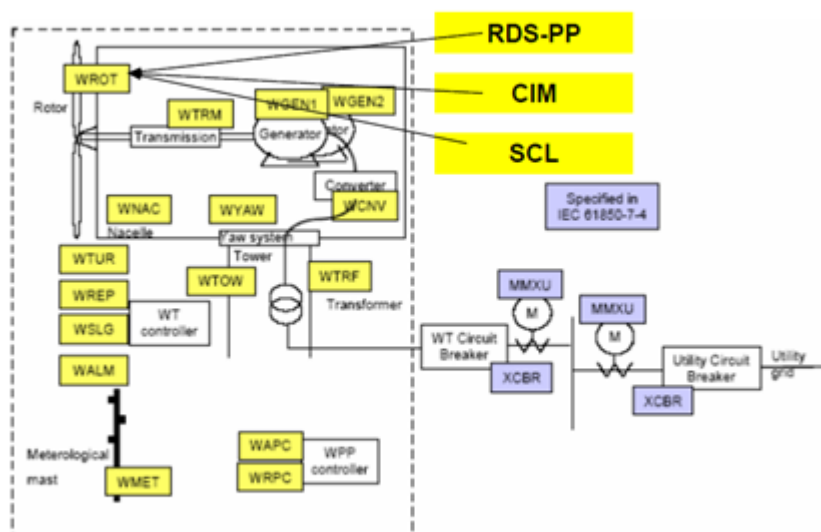 RDS-PP
CIM
SCL
WROT
Rotor
WTRM
Transmission
WGEN1
WGEN2
Generator
tor
Converter
WCNV
WNAC
Nacelle
WYAW
Yaw system
Tower
WTOW
WTRF
Transformer
WTUR
WREP
WSLG
WT
controller
WALM
Meterological
mast
WMET
WAPC
WRPC
WPP
controller
Specified in
IEC 61850-7-4
MMXU
M
WT Circuit
Breaker
XCBR
MMXU
M
Utility Circuit
Breaker
XCBR
Utility
grid